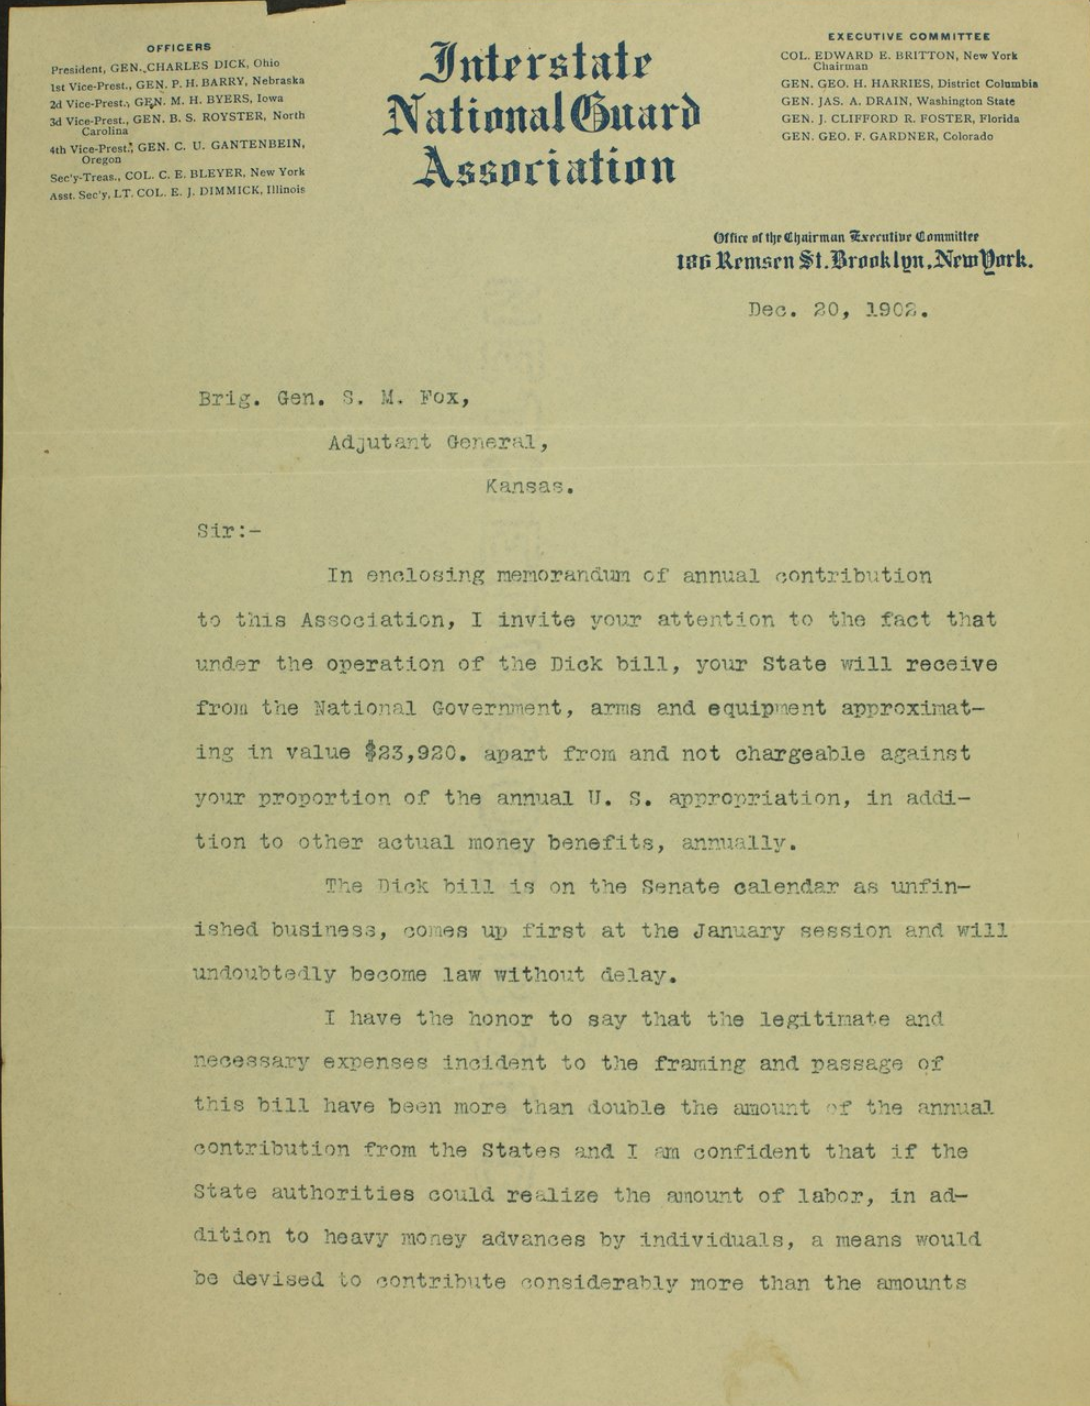 OFFICERS
President, GEN. CHARLES DICK, Ohio
1st Vice-Prest., GEN. P. H. BARRY, Nebraska
2d Vice-Prest., GEN. M. H. BYERS, Iowa
3d Vice-Prest., GEN. B. S. ROYSTER, North
Carolina
4th Vice-Prest., GEN. C. U. GANTENBEIN,
Oregon
Sec'y-Treas., COL. C. E. BLEYER, New York
Asst. Sec'y, LT. COL. E. J. DIMMICK, Illinois
Interstate
National Guard
Association
EXECUTIVE COMMITTEE
COL. EDWARD E. BRITTON, New York
Chairman
GEN. GEO. H. HARRIES, District Columbia
GEN. JAS. A. DRAIN, Washington State
GEN. J. CLIFFORD R. FOSTER, Florida
GEN. GEO. F. GARDNER, Colorado
Office of the Chairman Executive Committee
186 Remsen St. Brooklyn, New York.
Dec. 20, 1902.
Brig. Gen. S. M. Fox,
Adjutant General,
Kansas.
Sir:-
In enclosing memorandum of annual contribution
to this Association, I invite your attention to the fact that
under the operation of the Dick bill, your State will receive
from the National Government, arms and equipment approximat-
ing in value $23,920. apart from and not chargeable against
your proportion of the annual U. S. appropriation, in addi-
tion to other actual money benefits, annually.
The Dick bill is on the Senate calendar as unfin-
ished business, comes up first at the January session and will
undoubtedly become law without delay.
I have the honor to say that the legitimate and
necessary expenses incident to the framing and passage of
this bill have been more than double the amount of the annual
contribution from the States and I am confident that if the
State authorities could realize the amount of labor, in ad-
dition to heavy money advances by individuals, a means would
be devised to contribute considerably more than the amounts